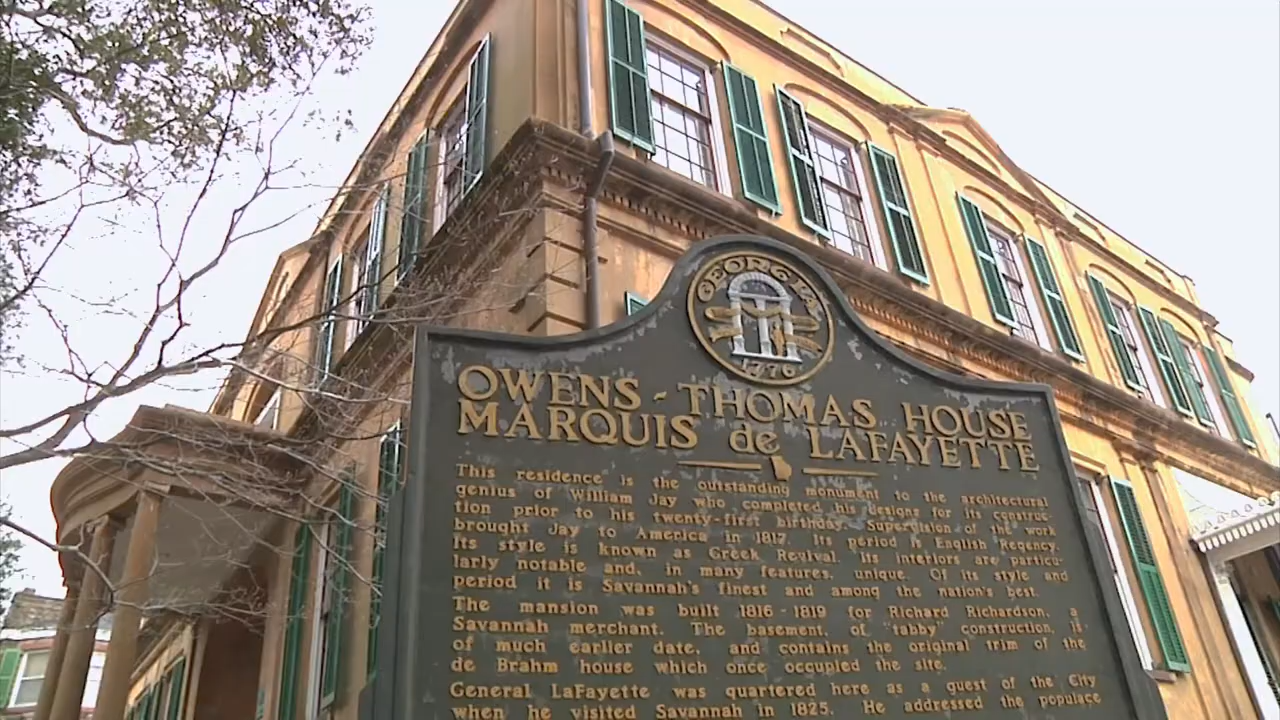 GEORGIA
1776
OWENS-THOMAS HOUSE
MARQUIS de LAFAYETTE
This residence is the outstanding monument to the architectural
genius of William Jay who completed his designs for its construc-
tion prior to his twenty-first birthday. Supervision of the work
brought Jay to America in 1817. Its period is English Regency.
Its style is known as Greek Revival. Its interiors are particu-
larly notable and, in many features, unique. Of its style and
period it is Savannah's finest and among the nation's best.
The mansion was built 1816-1819 for Richard Richardson, a
Savannah merchant. The basement, of "tabby" construction, is
of much earlier date, and contains the original trim of the
de Brahm house which once occupied the site.
General LaFayette was quartered here as a guest of the City
when he visited Savannah in 1825. He addressed the populace